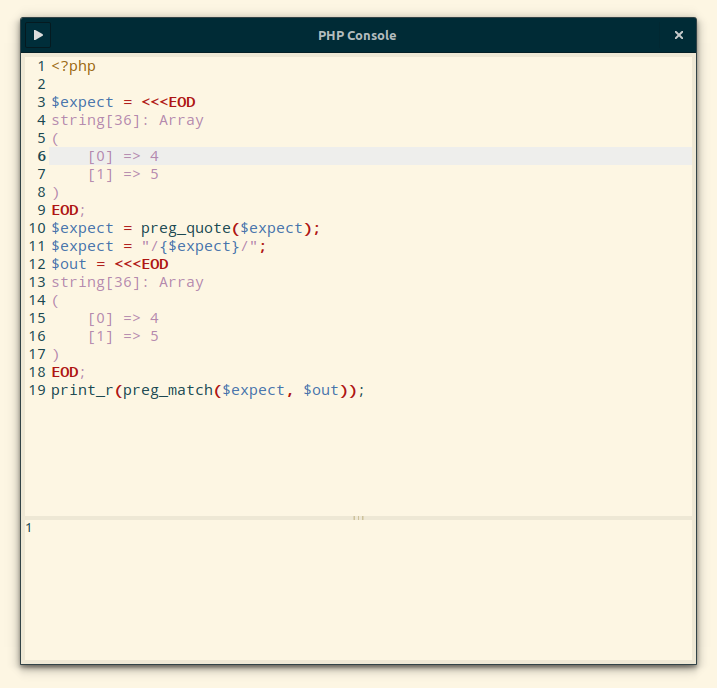 PHP Console
1 <?php
2
3 $expect = <<<EOD
4 string[36]: Array
5 (
6     [0] => 4
7     [1] => 5
8 )
9 EOD;
10 $expect = preg_quote($expect);
11 $expect = "/{$expect}/";
12 $out = <<<EOD
13 string[36]: Array
14 (
15     [0] => 4
16     [1] => 5
17 )
18 EOD;
19 print_r(preg_match($expect, $out));
1